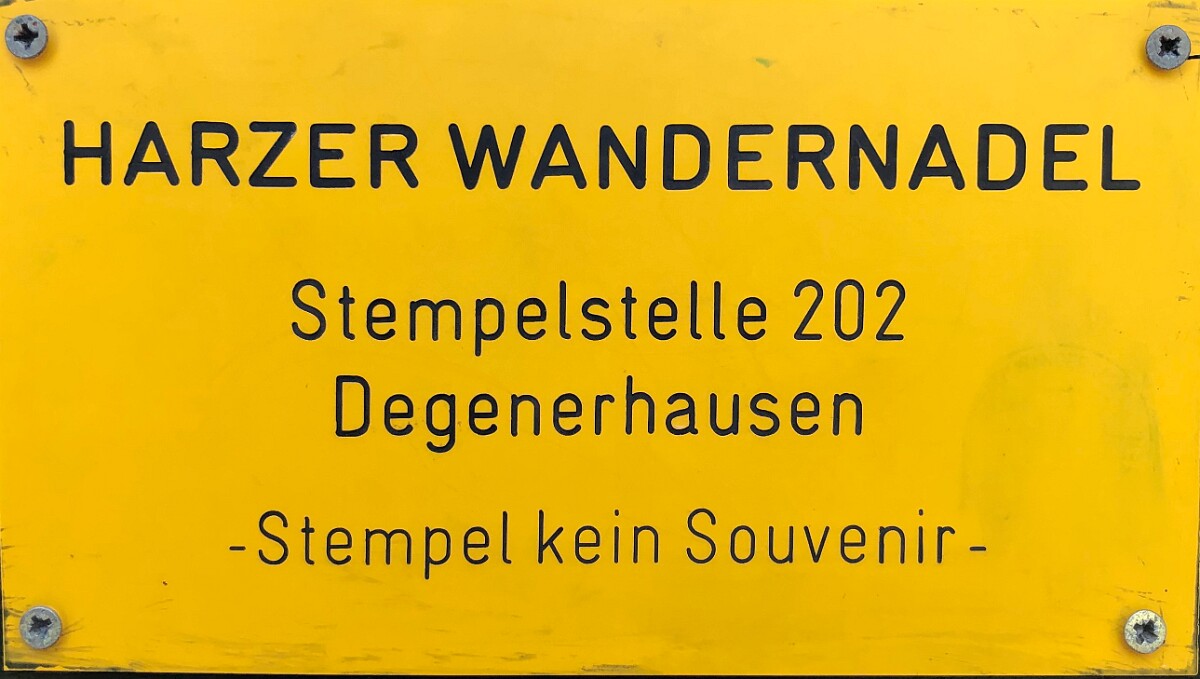 HARZER WANDERNADEL
Stempelstelle 202
Degenerhausen
-Stempel kein Souvenir-